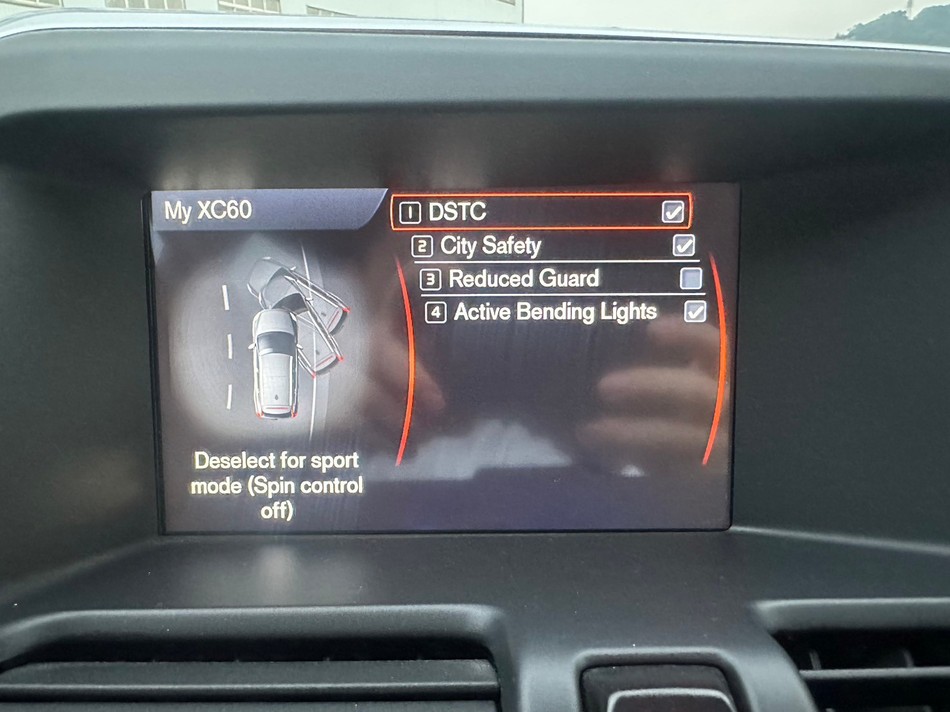 My XC60
1 DSTC
2 City Safety
3 Reduced Guard
4 Active Bending Lights
Deselect for sport
mode (Spin control
off)